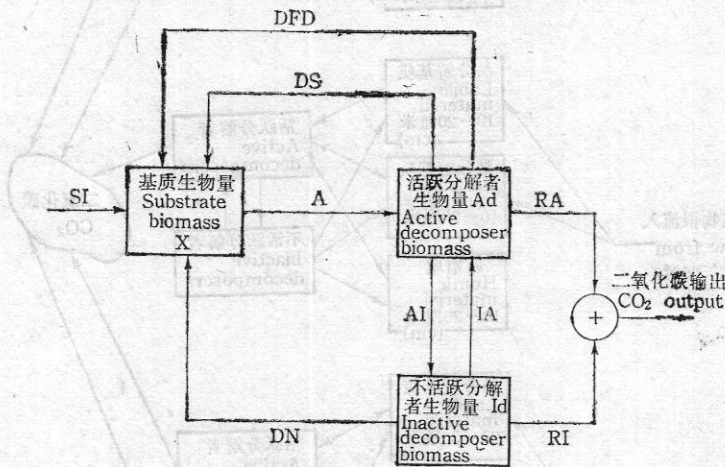 DFD
DS
SI
基质生物量
Substrate
biomass
X
A
活跃分解者
生物量 Ad
Active
decomposer
biomass
RA
二氧化碳输出
CO₂ output
+
AI
IA
不活跃分解
者生物量 Id
Inactive
decomposer
biomass
DN
RI